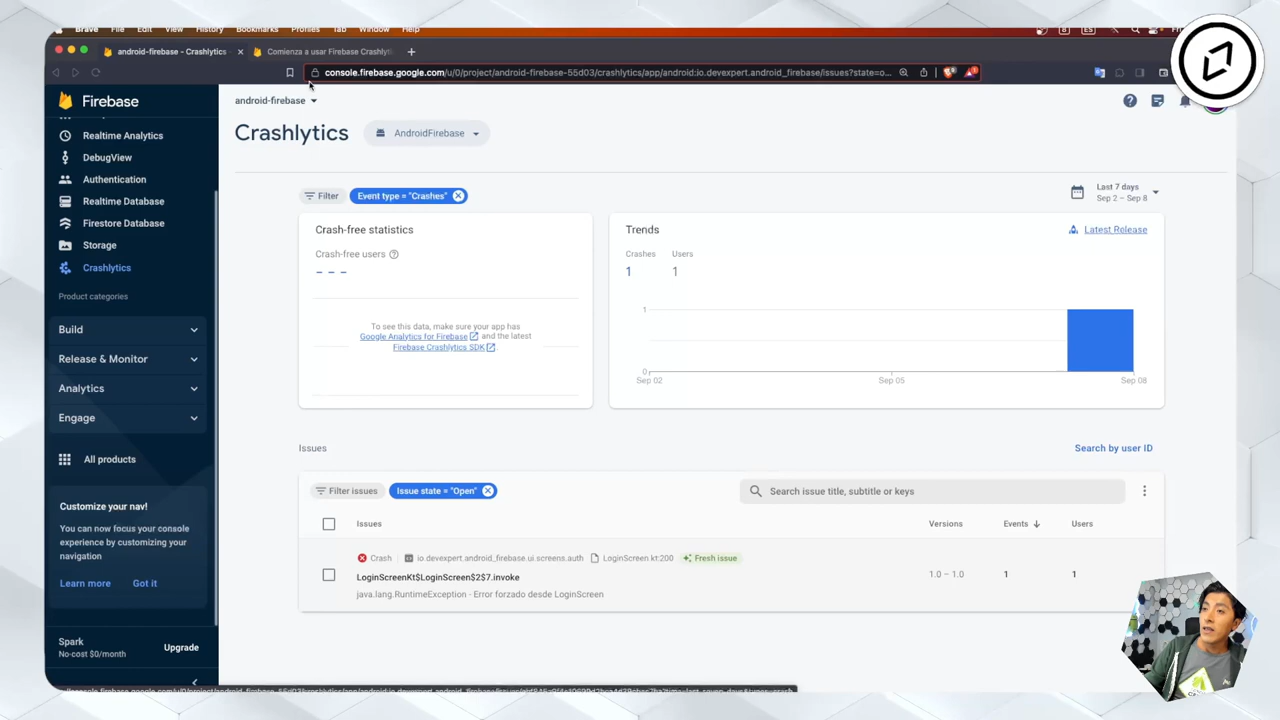 Brave File Edit View History Bookmarks Profiles Tab Window Help
android-firebase - Crashlytics
Comienza a usar Firebase Crashlyti
console.firebase.google.com/u/0/project/android-firebase-55d03/crashlytics/app/android:io.devexpert.android_firebase/issues?state=o...
Firebase
android-firebase
Crashlytics
AndroidFirebase
Realtime Analytics
DebugView
Authentication
Realtime Database
Firestore Database
Storage
Crashlytics
Product categories
Build
Release & Monitor
Analytics
Engage
All products
Customize your nav!
You can now focus your console
experience by customizing your
navigation
Learn more
Got it
Spark
No-cost $0/month
Upgrade
Filter
Event type = "Crashes"
Last 7 days
Sep 2 – Sep 8
Crash-free statistics
Crash-free users
– – –
To see this data, make sure your app has
Google Analytics for Firebase and the latest
Firebase Crashlytics SDK.
Trends
Latest Release
Crashes Users
1 1
1
0
Sep 02 Sep 05 Sep 08
Issues
Search by user ID
Filter issues
Issue state = "Open"
Search issue title, subtitle or keys
Issues Versions Events Users
Crash io.devexpert.android_firebase.ui.screens.auth LoginScreen.kt:200 Fresh issue
LoginScreenKt$LoginScreen$2$7.invoke
1.0 – 1.0 1 1
java.lang.RuntimeException - Error forzado desde LoginScreen